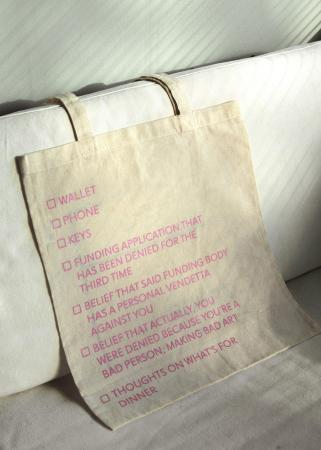 ☐ WALLET
☐ PHONE
☐ KEYS
☐ FUNDING APPLICATION THAT
HAS BEEN DENIED FOR THE
THIRD TIME
☐ BELIEF THAT SAID FUNDING BODY
HAS A PERSONAL VENDETTA
AGAINST YOU
☐ BELIEF THAT ACTUALLY, YOU
WERE DENIED BECAUSE YOU'RE A
BAD PERSON, MAKING BAD ART
☐ THOUGHTS ON WHAT'S FOR
DINNER